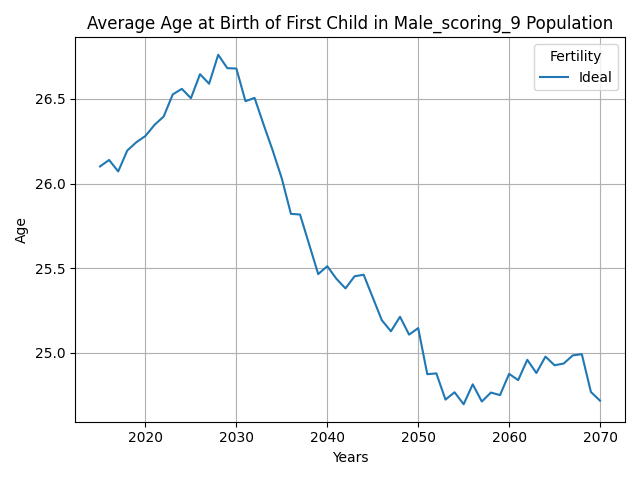 Average Age at Birth of First Child in Male_scoring_9 Population
Fertility
Ideal
26.5
26.0
25.5
25.0
Age
2020 2030 2040 2050 2060 2070
Years